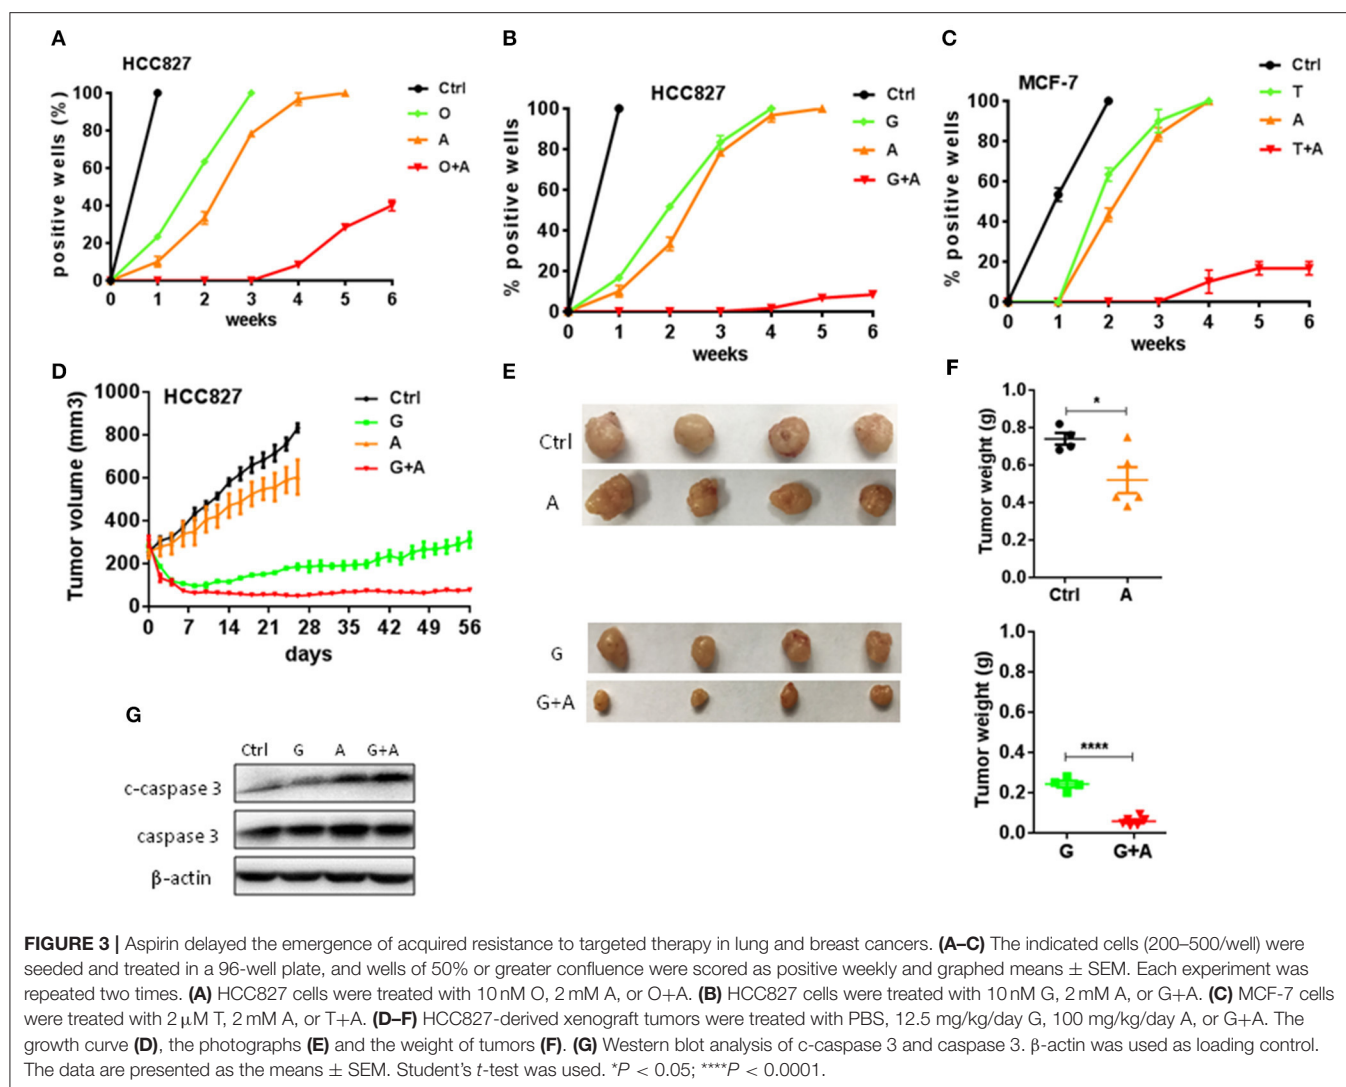 A
HCC827
positive wells (%)
100
80
60
40
20
0
0 1 2 3 4 5 6
weeks
Ctrl
O
A
O+A
B
HCC827
% positive wells
100
80
60
40
20
0
0 1 2 3 4 5 6
weeks
Ctrl
G
A
G+A
C
MCF-7
% positive wells
100
80
60
40
20
0
0 1 2 3 4 5 6
weeks
Ctrl
T
A
T+A
D
HCC827
Tumor volume (mm3)
1000
800
600
400
200
0
0 7 14 21 28 35 42 49 56
days
Ctrl
G
A
G+A
E
Ctrl
A
G
G+A
F
Tumor weight (g)
1.0
0.8
0.6
0.4
0.2
0.0
*
Ctrl A
Tumor weight (g)
1.0
0.8
0.6
0.4
0.2
0.0
****
G G+A
G
Ctrl G A G+A
c-caspase 3
caspase 3
β-actin
FIGURE 3 | Aspirin delayed the emergence of acquired resistance to targeted therapy in lung and breast cancers. (A–C) The indicated cells (200–500/well) were
seeded and treated in a 96-well plate, and wells of 50% or greater confluence were scored as positive weekly and graphed means ± SEM. Each experiment was
repeated two times. (A) HCC827 cells were treated with 10 nM O, 2 mM A, or O+A. (B) HCC827 cells were treated with 10 nM G, 2 mM A, or G+A. (C) MCF-7 cells
were treated with 2 μM T, 2 mM A, or T+A. (D–F) HCC827-derived xenograft tumors were treated with PBS, 12.5 mg/kg/day G, 100 mg/kg/day A, or G+A. The
growth curve (D), the photographs (E) and the weight of tumors (F). (G) Western blot analysis of c-caspase 3 and caspase 3. β-actin was used as loading control.
The data are presented as the means ± SEM. Student's t-test was used. *P < 0.05; ****P < 0.0001.